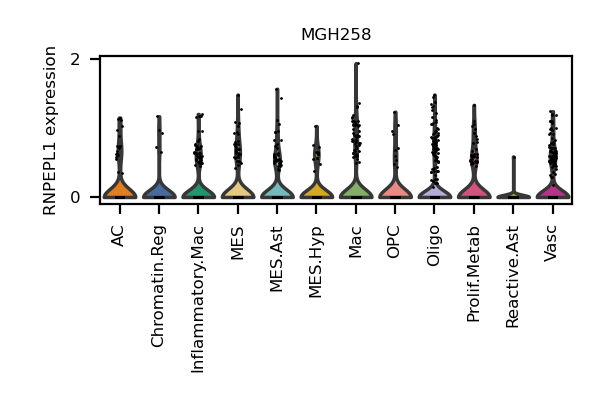 MGH258
RNPEPL1 expression
2
0
AC
Chromatin.Reg
Inflammatory.Mac
MES
MES.Ast
MES.Hyp
Mac
OPC
Oligo
Prolif.Metab
Reactive.Ast
Vasc